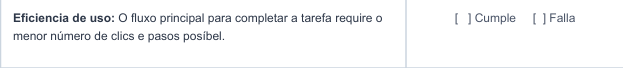 Eficiencia de uso: O fluxo principal para completar a tarefa require o [ ] Cumple [ ] Falla
menor número de clics e pasos posíbel.